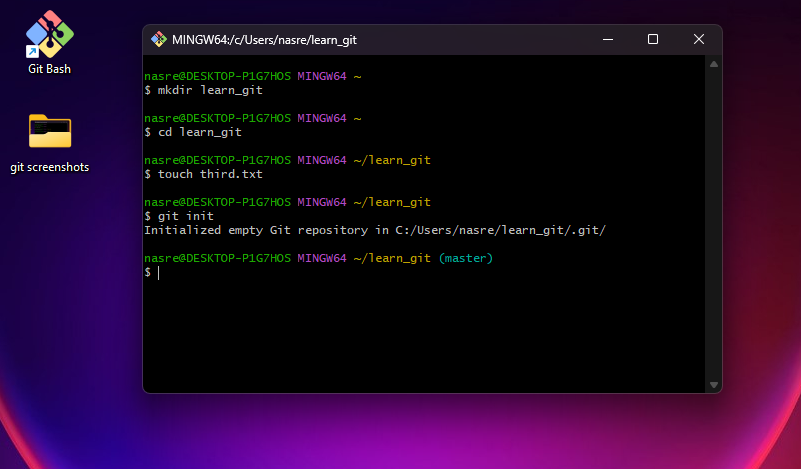 Git Bash
git screenshots
MINGW64:/c/Users/nasre/learn_git
nasre@DESKTOP-P1G7HOS MINGW64 ~
$ mkdir learn_git
nasre@DESKTOP-P1G7HOS MINGW64 ~
$ cd learn_git
nasre@DESKTOP-P1G7HOS MINGW64 ~/learn_git
$ touch third.txt
nasre@DESKTOP-P1G7HOS MINGW64 ~/learn_git
$ git init
Initialized empty Git repository in C:/Users/nasre/learn_git/.git/
nasre@DESKTOP-P1G7HOS MINGW64 ~/learn_git (master)
$